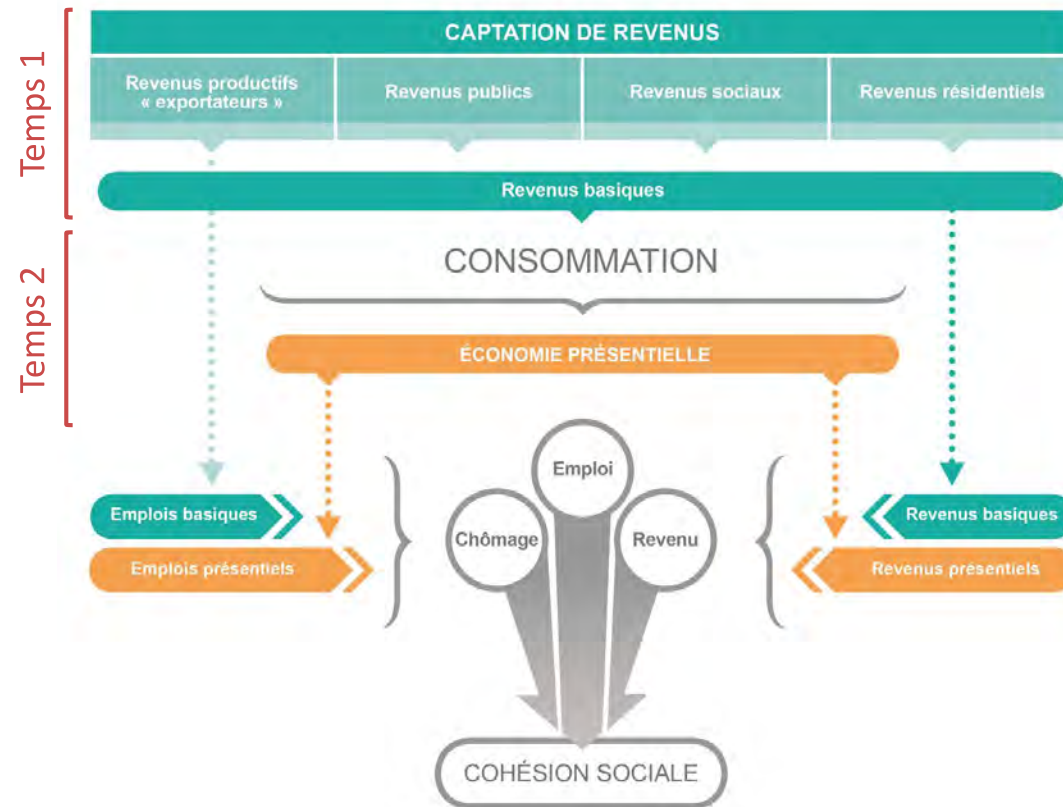 Temps 1
CAPTATION DE REVENUS
Revenus productifs
« exportateurs »
Revenus publics
Revenus sociaux
Revenus résidentiels
Revenus basiques
Temps 2
CONSOMMATION
ÉCONOMIE PRÉSENTIELLE
Emplois basiques
Emplois présentiels
Chômage
Emploi
Revenu
Revenus basiques
Revenus présentiels
COHÉSION SOCIALE